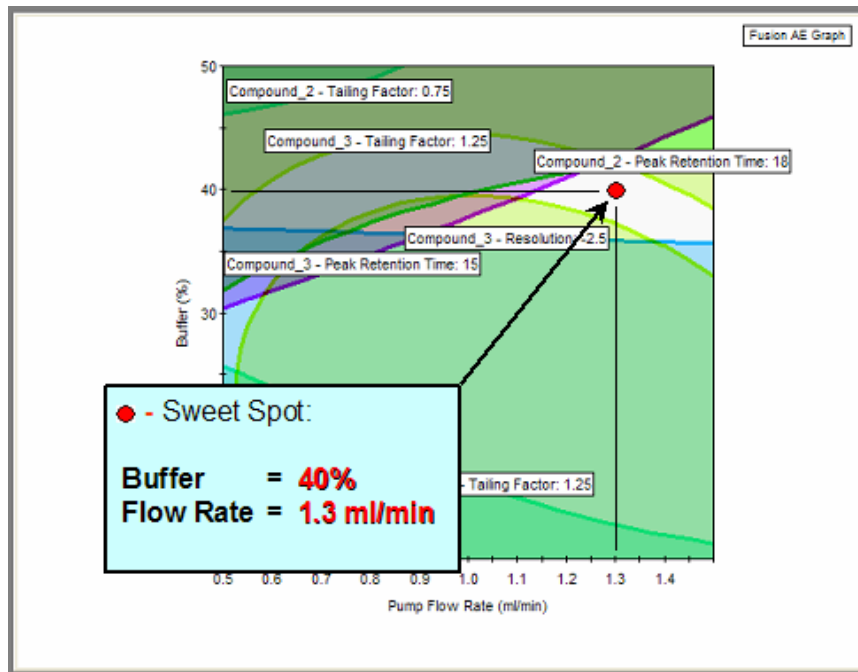 Fusion AE Graph
50
Compound_2 - Tailing Factor: 0.75
Compound_3 - Tailing Factor: 1.25
Compound_2 - Peak Retention Time: 18
40
Compound_3 - Resolution: -2.5
Compound_3 - Peak Retention Time: 15
30
Buffer (%)
- Sweet Spot:
Buffer = 40%
Flow Rate = 1.3 ml/min
- Tailing Factor: 1.25
0.5 0.6 0.7 0.8 0.9 1.0 1.1 1.2 1.3 1.4
Pump Flow Rate (ml/min)